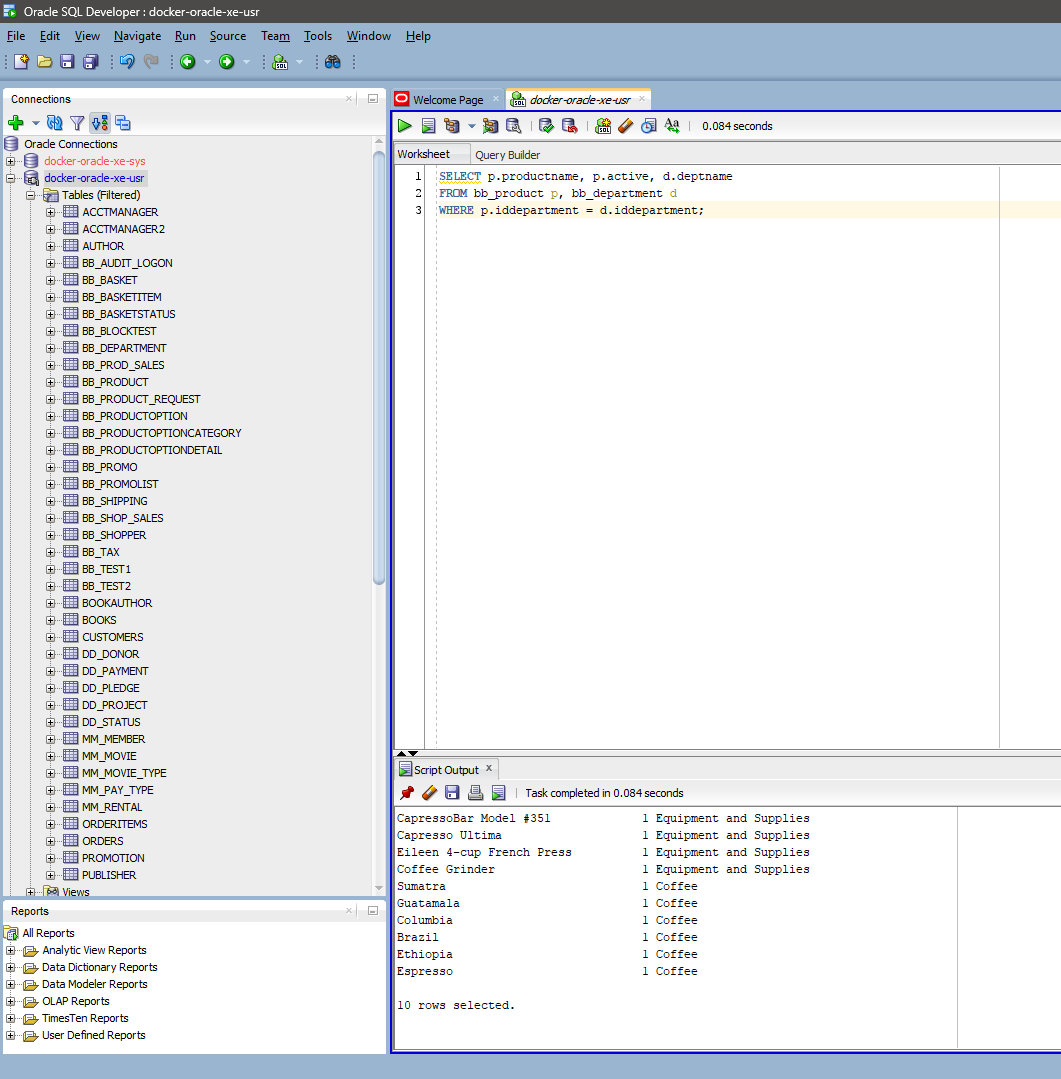 Oracle SQL Developer : docker-oracle-xe-usr
File Edit View Navigate Run Source Team Tools Window Help
Connections
Oracle Connections
docker-oracle-xe-sys
docker-oracle-xe-usr
Tables (Filtered)
ACCTMANAGER
ACCTMANAGER2
AUTHOR
BB_AUDIT_LOGON
BB_BASKET
BB_BASKETITEM
BB_BASKETSTATUS
BB_BLOCKTEST
BB_DEPARTMENT
BB_PROD_SALES
BB_PRODUCT
BB_PRODUCT_REQUEST
BB_PRODUCTOPTION
BB_PRODUCTOPTIONCATEGORY
BB_PRODUCTOPTIONDETAIL
BB_PROMO
BB_PROMOLIST
BB_SHIPPING
BB_SHOP_SALES
BB_SHOPPER
BB_TAX
BB_TEST1
BB_TEST2
BOOKAUTHOR
BOOKS
CUSTOMERS
DD_DONOR
DD_PAYMENT
DD_PLEDGE
DD_PROJECT
DD_STATUS
MM_MEMBER
MM_MOVIE
MM_MOVIE_TYPE
MM_PAY_TYPE
MM_RENTAL
ORDERITEMS
ORDERS
PROMOTION
PUBLISHER
Views
Reports
All Reports
Analytic View Reports
Data Dictionary Reports
Data Modeler Reports
OLAP Reports
TimesTen Reports
User Defined Reports
Welcome Page docker-oracle-xe-usr
0.084 seconds
Worksheet Query Builder
1 SELECT p.productname, p.active, d.deptname
2 FROM bb_product p, bb_department d
3 WHERE p.iddepartment = d.iddepartment;
Script Output
Task completed in 0.084 seconds
CapressoBar Model #351 1 Equipment and Supplies
Capresso Ultima 1 Equipment and Supplies
Eileen 4-cup French Press 1 Equipment and Supplies
Coffee Grinder 1 Equipment and Supplies
Sumatra 1 Coffee
Guatamala 1 Coffee
Columbia 1 Coffee
Brazil 1 Coffee
Ethiopia 1 Coffee
Espresso 1 Coffee
10 rows selected.